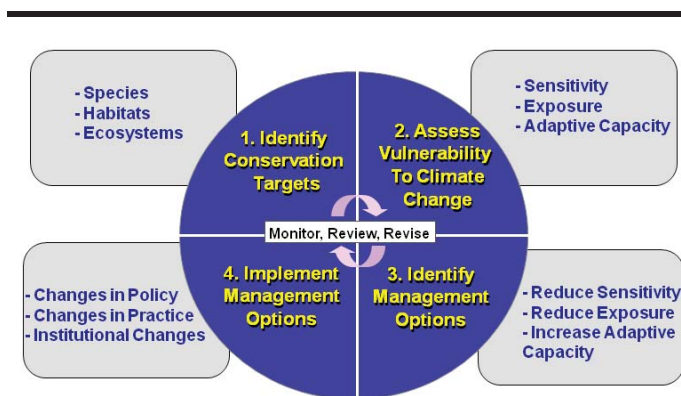 - Species
- Habitats
- Ecosystems
1. Identify
Conservation
Targets
2. Assess
Vulnerability
To Climate
Change
- Sensitivity
- Exposure
- Adaptive Capacity
Monitor, Review, Revise
- Changes in Policy
- Changes in Practice
- Institutional Changes
4. Implement
Management
Options
3. Identify
Management
Options
- Reduce Sensitivity
- Reduce Exposure
- Increase Adaptive
Capacity